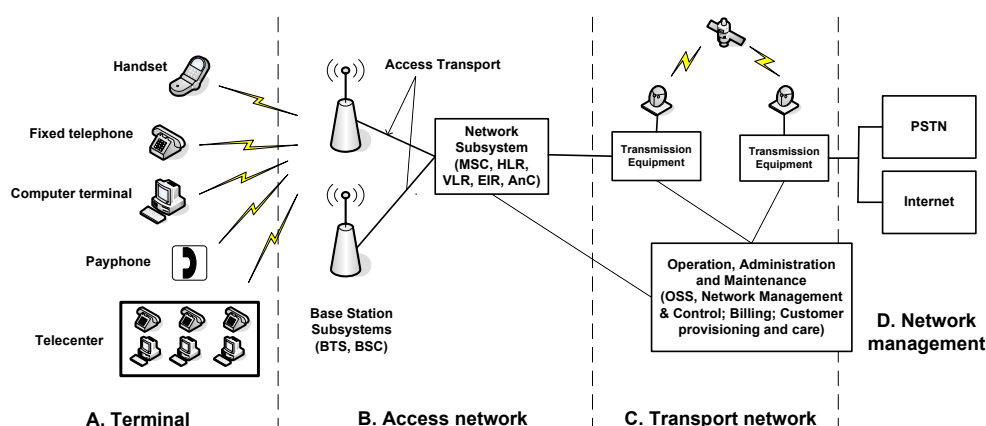 Handset
Fixed telephone
Computer terminal
Payphone
Telecenter
A. Terminal
Access Transport
Network
Subsystem
(MSC, HLR,
VLR, EIR, AnC)
Base Station
Subsystems
(BTS, BSC)
B. Access network
Transmission
Equipment
Transmission
Equipment
Operation, Administration
and Maintenance
(OSS, Network Management
& Control; Billing; Customer
provisioning and care)
C. Transport network
PSTN
Internet
D. Network
management